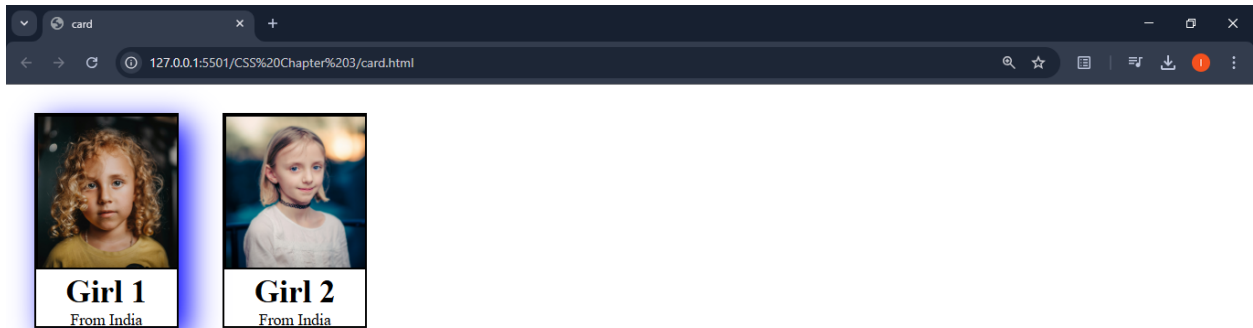 card
127.0.0.1:5501/CSS%20Chapter%203/card.html
I
Girl 1
From India
Girl 2
From India